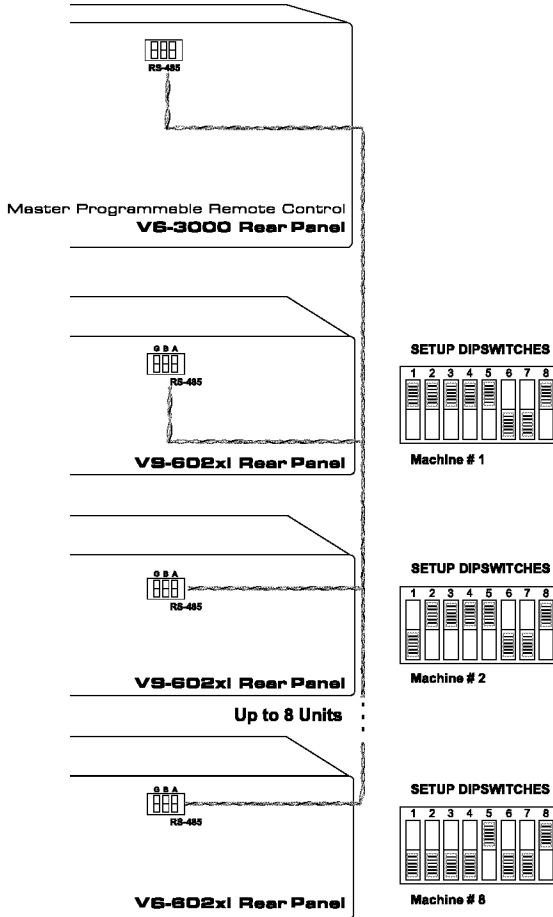 RS-485
Master Programmable Remote Control
VS-3000 Rear Panel
G B A
RS-485
VS-602xl Rear Panel
SETUP DIPSWITCHES
1 2 3 4 5 6 7 8
Machine # 1
G B A
RS-485
VS-602xl Rear Panel
SETUP DIPSWITCHES
1 2 3 4 5 6 7 8
Machine # 2
Up to 8 Units
G B A
RS-485
VS-602xl Rear Panel
SETUP DIPSWITCHES
1 2 3 4 5 6 7 8
Machine # 8